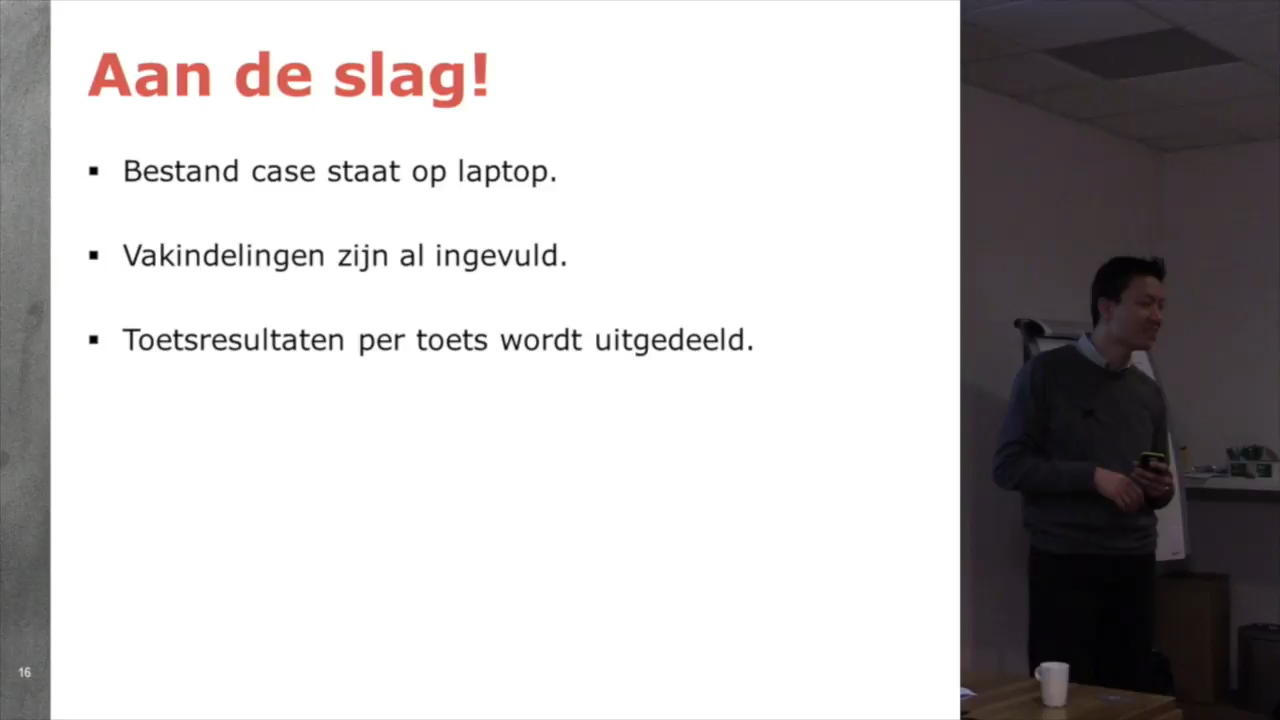 Aan de slag!
Bestand case staat op laptop.
Vakindelingen zijn al ingevuld.
Toetsresultaten per toets wordt uitgedeeld.
16